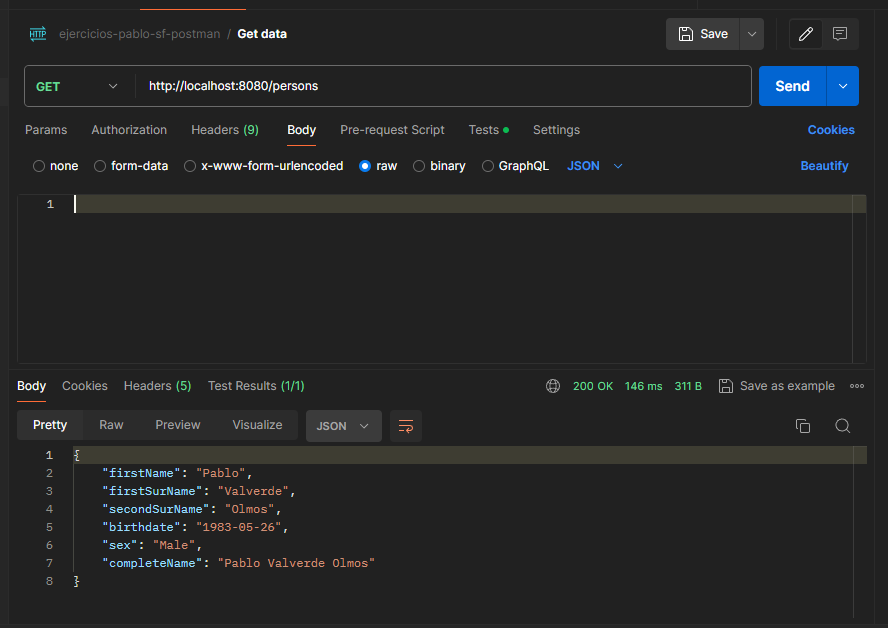 HTTP ejercicios-pablo-sf-postman / Get data Save
GET http://localhost:8080/persons Send
Params Authorization Headers (9) Body Pre-request Script Tests Settings Cookies
none form-data x-www-form-urlencoded raw binary GraphQL JSON Beautify
1
Body Cookies Headers (5) Test Results (1/1) 200 OK 146 ms 311 B Save as example
Pretty Raw Preview Visualize JSON
1 {
2 "firstName": "Pablo",
3 "firstSurName": "Valverde",
4 "secondSurName": "Olmos",
5 "birthdate": "1983-05-26",
6 "sex": "Male",
7 "completeName": "Pablo Valverde Olmos"
8 }